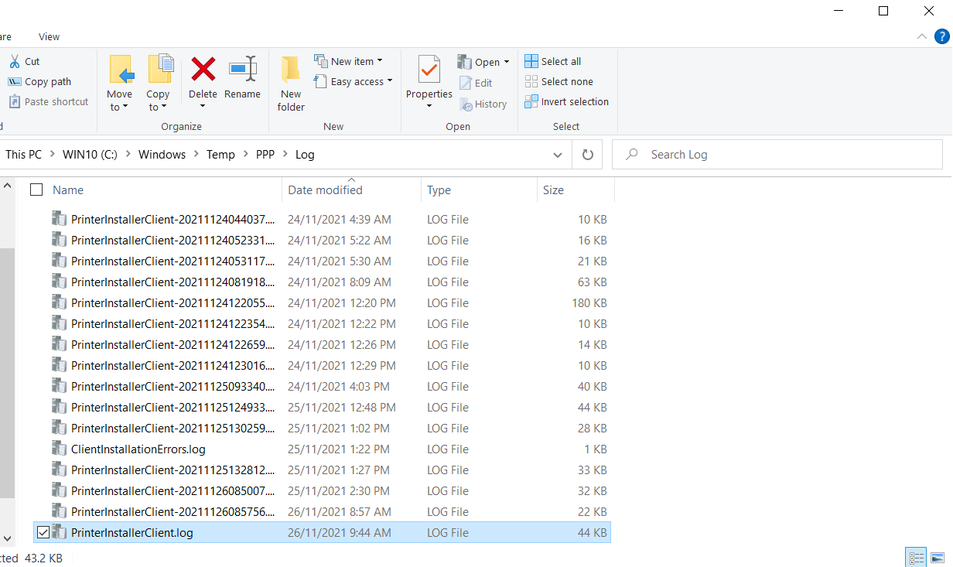 are View
Cut
Copy path
Paste shortcut
Move to
Copy to
Delete
Rename
Organize
New folder
New item
Easy access
New
Properties
Open
Edit
History
Open
Select all
Select none
Invert selection
Select
This PC > WIN10 (C:) > Windows > Temp > PPP > Log
Search Log
Name Date modified Type Size
PrinterInstallerClient-20211124044037.... 24/11/2021 4:39 AM LOG File 10 KB
PrinterInstallerClient-20211124052331.... 24/11/2021 5:22 AM LOG File 16 KB
PrinterInstallerClient-20211124053117.... 24/11/2021 5:30 AM LOG File 21 KB
PrinterInstallerClient-20211124081918.... 24/11/2021 8:09 AM LOG File 63 KB
PrinterInstallerClient-20211124122055.... 24/11/2021 12:20 PM LOG File 180 KB
PrinterInstallerClient-20211124122354.... 24/11/2021 12:22 PM LOG File 10 KB
PrinterInstallerClient-20211124122659.... 24/11/2021 12:26 PM LOG File 14 KB
PrinterInstallerClient-20211124123016.... 24/11/2021 12:29 PM LOG File 10 KB
PrinterInstallerClient-20211125093340.... 24/11/2021 4:03 PM LOG File 40 KB
PrinterInstallerClient-20211125124933.... 25/11/2021 12:48 PM LOG File 44 KB
PrinterInstallerClient-20211125130259.... 25/11/2021 1:02 PM LOG File 28 KB
ClientInstallationErrors.log 25/11/2021 1:22 PM LOG File 1 KB
PrinterInstallerClient-20211125132812.... 25/11/2021 1:27 PM LOG File 33 KB
PrinterInstallerClient-20211126085007.... 25/11/2021 2:30 PM LOG File 32 KB
PrinterInstallerClient-20211126085756.... 26/11/2021 8:57 AM LOG File 22 KB
PrinterInstallerClient.log 26/11/2021 9:44 AM LOG File 44 KB
cted 43.2 KB